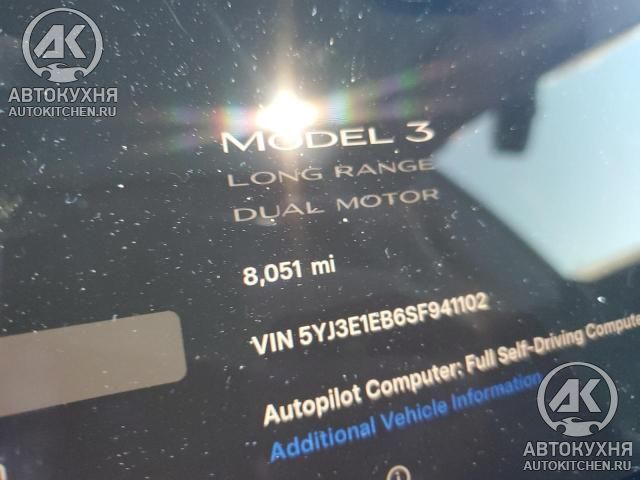 АК
АВТОКУХНЯ
AUTOKITCHEN.RU
MODEL 3
LONG RANGE
DUAL MOTOR
8,051 mi
VIN 5YJ3E1EB6SF941102
Autopilot Computer: Full Self-Driving Compute
Additional Vehicle Information
АК
АВТОКУХНЯ
AUTOKITCHEN.RU